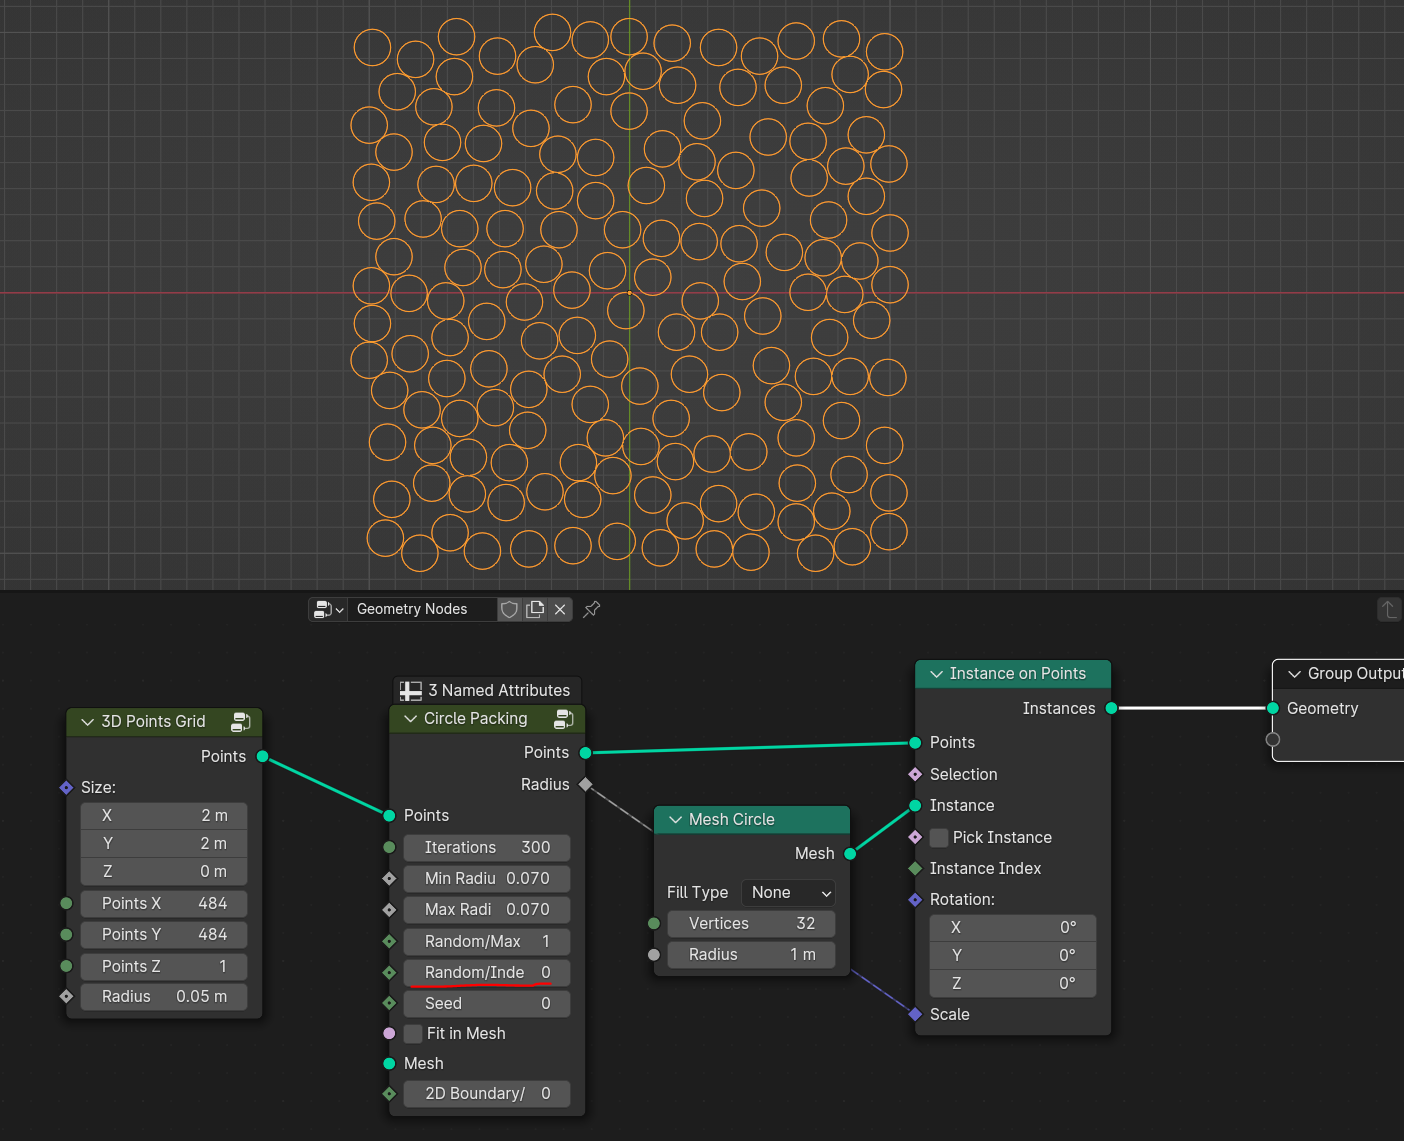 Geometry Nodes
3D Points Grid
Points
Size:
X 2 m
Y 2 m
Z 0 m
Points X 484
Points Y 484
Points Z 1
Radius 0.05 m
3 Named Attributes
Circle Packing
Points
Radius
Points
Iterations 300
Min Radiu 0.070
Max Radi 0.070
Random/Max 1
Random/Inde 0
Seed 0
Fit in Mesh
Mesh
2D Boundary/ 0
Mesh Circle
Mesh
Fill Type None
Vertices 32
Radius 1 m
Instance on Points
Instances
Points
Selection
Instance
Pick Instance
Instance Index
Rotation:
X 0°
Y 0°
Z 0°
Scale
Group Output
Geometry